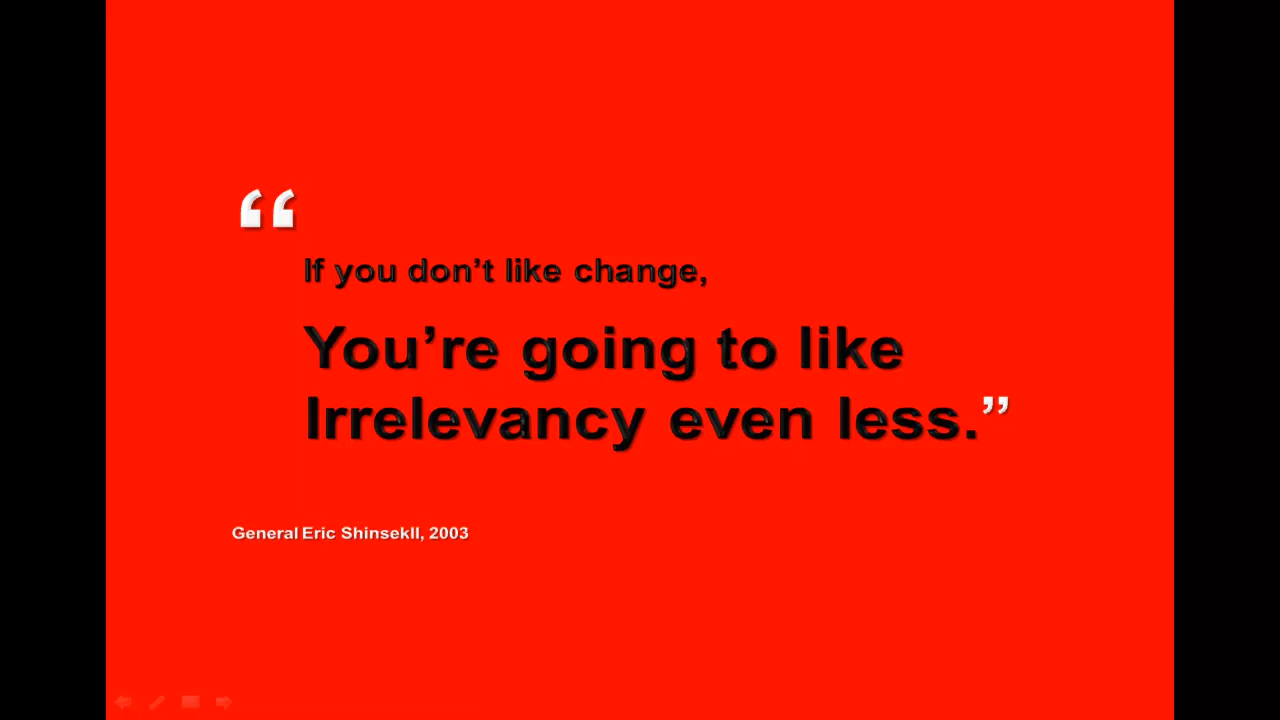 “
If you don’t like change,
You’re going to like
Irrelevancy even less.”
General Eric ShinsekII, 2003